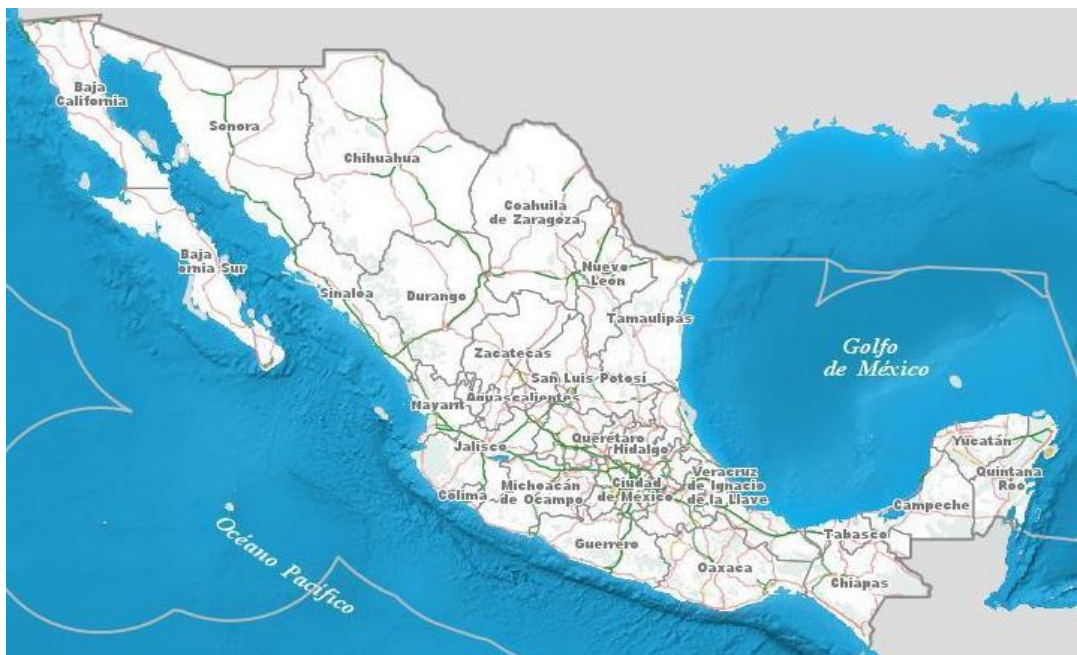 Baja
California
Sonora
Chihuahua
Coahuila
de Zaragoza
Baja
ornia Sur
Nuevo
León
Sinaloa
Durango
Tamaulipas
Zacatecas
Golfo
de México
San Luis Potosí
Aguascalientes
Nayarit
Jalisco
Querétaro
Hidalgo
Yucatán
Quintana
Roo
Colima
Michoacán
de Ocampo
Ciudad
de México
Veracruz
de Ignacio
de la Llave
Campeche
Tabasco
Guerrero
Oaxaca
Chiapas
Océano Pacífico